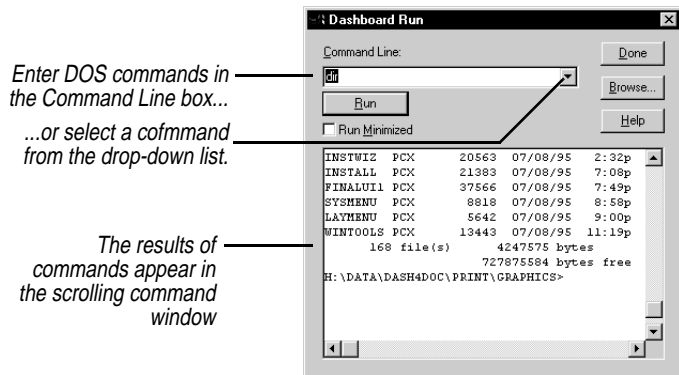 Dashboard Run
Command Line:
dir
Run
Run Minimized
Done
Browse...
Help
Enter DOS commands in
the Command Line box...
...or select a cofmmand
from the drop-down list.
The results of
commands appear in
the scrolling command
window
INSTWIZ PCX 20563 07/08/95 2:32p
INSTALL PCX 21383 07/08/95 7:08p
FINALUI1 PCX 37566 07/08/95 7:49p
SYSMENU PCX 8818 07/08/95 8:58p
LAYMENU PCX 5642 07/08/95 9:00p
WINTOOLS PCX 13443 07/08/95 11:19p
168 file(s) 4247575 bytes
727875584 bytes free
H:\DATA\DASH4DOC\PRINT\GRAPHICS>